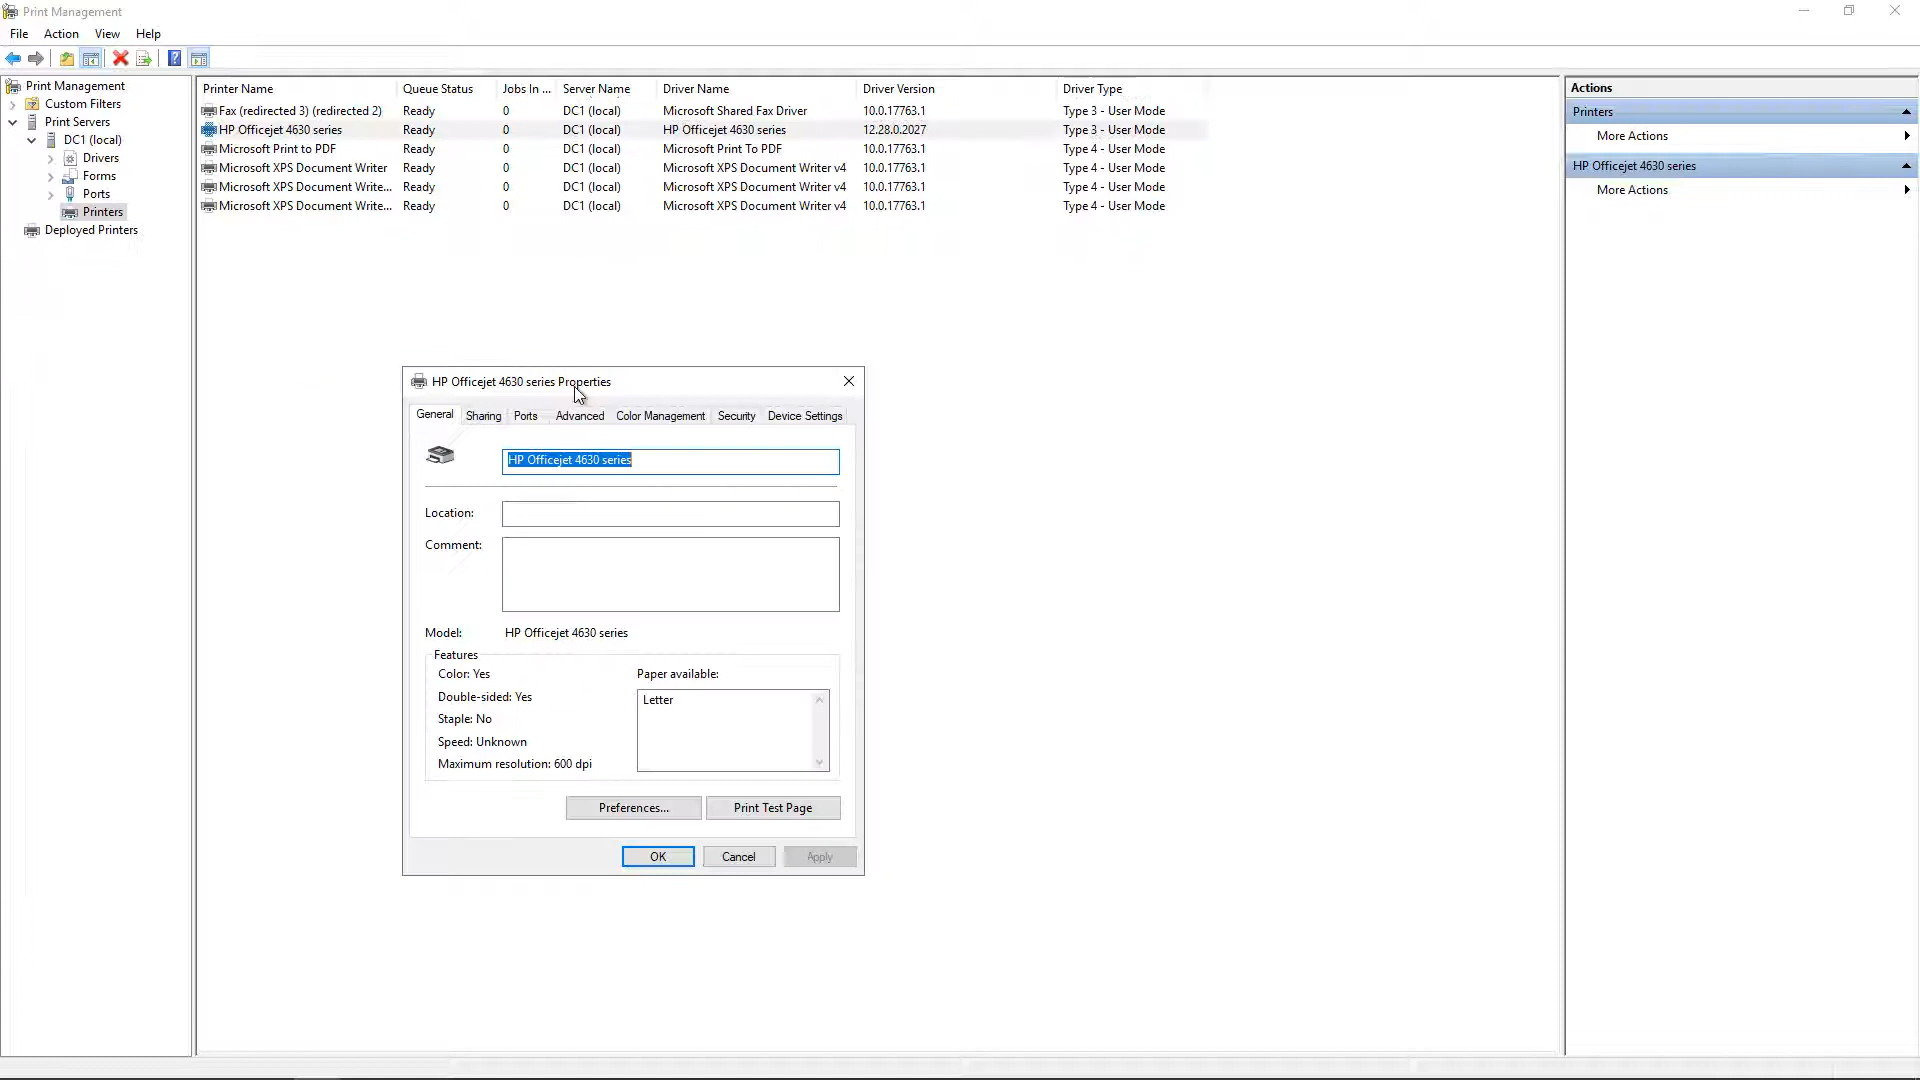 Print Management
File Action View Help
Print Management
Custom Filters
Print Servers
DC1 (local)
Drivers
Forms
Ports
Printers
Deployed Printers
Printer Name Queue Status Jobs In ... Server Name Driver Name Driver Version Driver Type
Fax (redirected 3) (redirected 2) Ready 0 DC1 (local) Microsoft Shared Fax Driver 10.0.17763.1 Type 3 - User Mode
HP Officejet 4630 series Ready 0 DC1 (local) HP Officejet 4630 series 12.28.0.2027 Type 3 - User Mode
Microsoft Print to PDF Ready 0 DC1 (local) Microsoft Print To PDF 10.0.17763.1 Type 4 - User Mode
Microsoft XPS Document Writer Ready 0 DC1 (local) Microsoft XPS Document Writer v4 10.0.17763.1 Type 4 - User Mode
Microsoft XPS Document Write... Ready 0 DC1 (local) Microsoft XPS Document Writer v4 10.0.17763.1 Type 4 - User Mode
Microsoft XPS Document Write... Ready 0 DC1 (local) Microsoft XPS Document Writer v4 10.0.17763.1 Type 4 - User Mode
Actions
Printers
More Actions
HP Officejet 4630 series
More Actions
HP Officejet 4630 series Properties
General Sharing Ports Advanced Color Management Security Device Settings
HP Officejet 4630 series
Location:
Comment:
Model: HP Officejet 4630 series
Features
Color: Yes
Double-sided: Yes
Staple: No
Speed: Unknown
Maximum resolution: 600 dpi
Paper available:
Letter
Preferences... Print Test Page
OK Cancel Apply